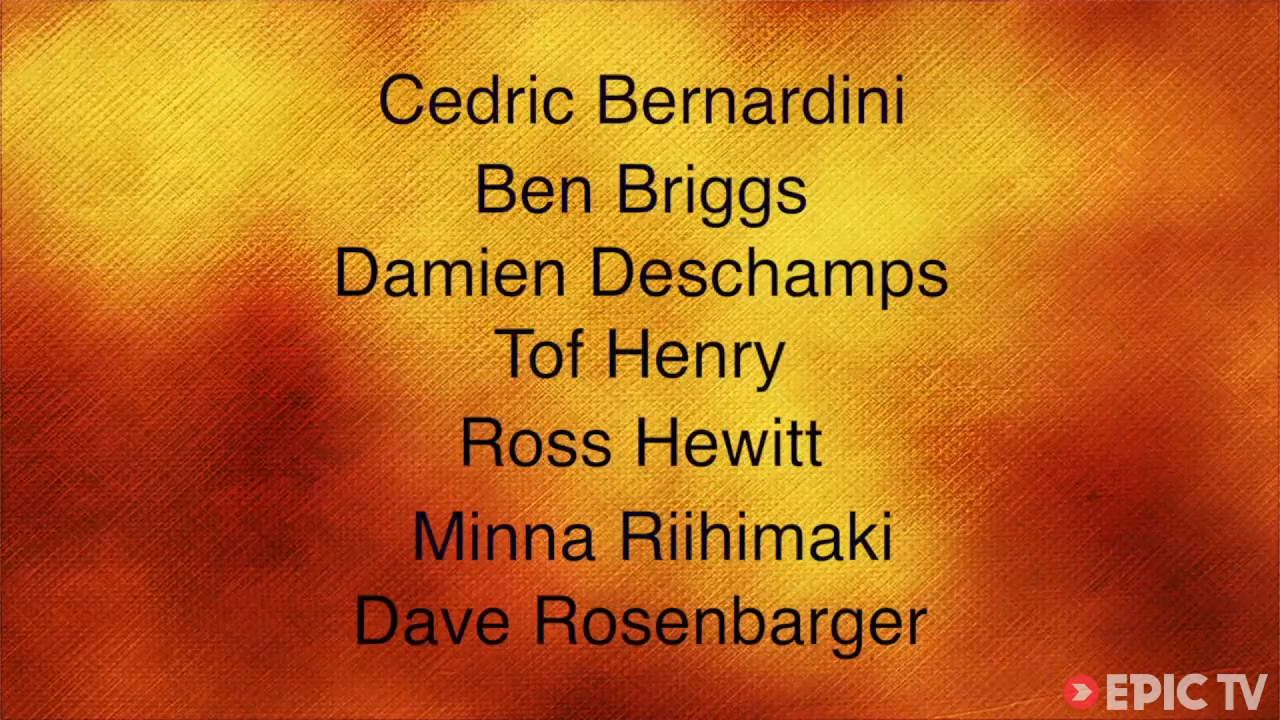 Cedric Bernardini
Ben Briggs
Damien Deschamps
Tof Henry
Ross Hewitt
Minna Riihimaki
Dave Rosenbarger
EPIC TV